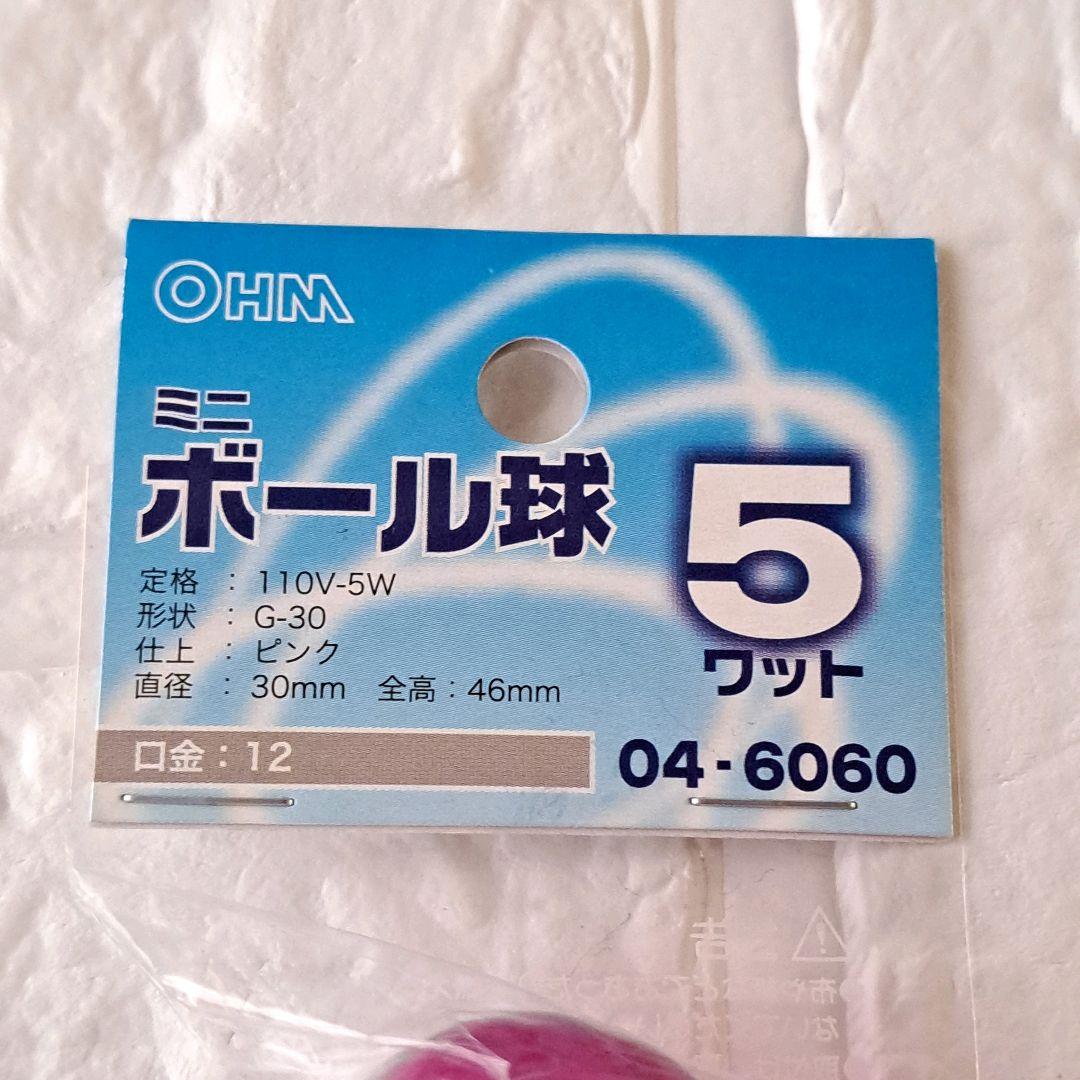 OHM
ミニ
ボール球
5
ワット
定格 : 110V-5W
形状 : G-30
仕上 : ピンク
直径 : 30mm 全高：46mm
口金：12
04-6060